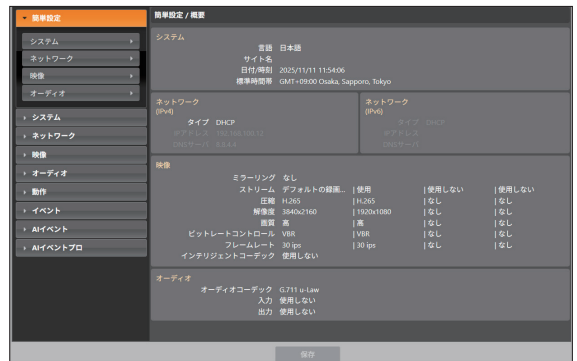 簡単設定
システム
ネットワーク
映像
オーディオ
システム
ネットワーク
映像
オーディオ
動作
イベント
AIイベント
AIイベントプロ
簡単設定 / 概要
システム
言語 日本語
サイト名
日付/時刻 2025/11/11 11:54:06
標準時間帯 GMT+09:00 Osaka, Sapporo, Tokyo
ネットワーク
(IPv4)
タイプ DHCP
IPアドレス 192.168.100.12
DNSサーバ 8.8.4.4
ネットワーク
(IPv6)
タイプ DHCP
IPアドレス
DNSサーバ
映像
ミラーリング なし
ストリーム デフォルトの録画... | 使用 | 使用しない | 使用しない
圧縮 H.265 | H.265 | なし | なし
解像度 3840x2160 | 1920x1080 | なし | なし
画質 高 | 高 | なし | なし
ビットレートコントロール VBR | VBR | なし | なし
フレームレート 30 ips | 30 ips | なし | なし
インテリジェントコーデック 使用しない
オーディオ
オーディオコーデック G.711 u-Law
入力 使用しない
出力 使用しない
保存